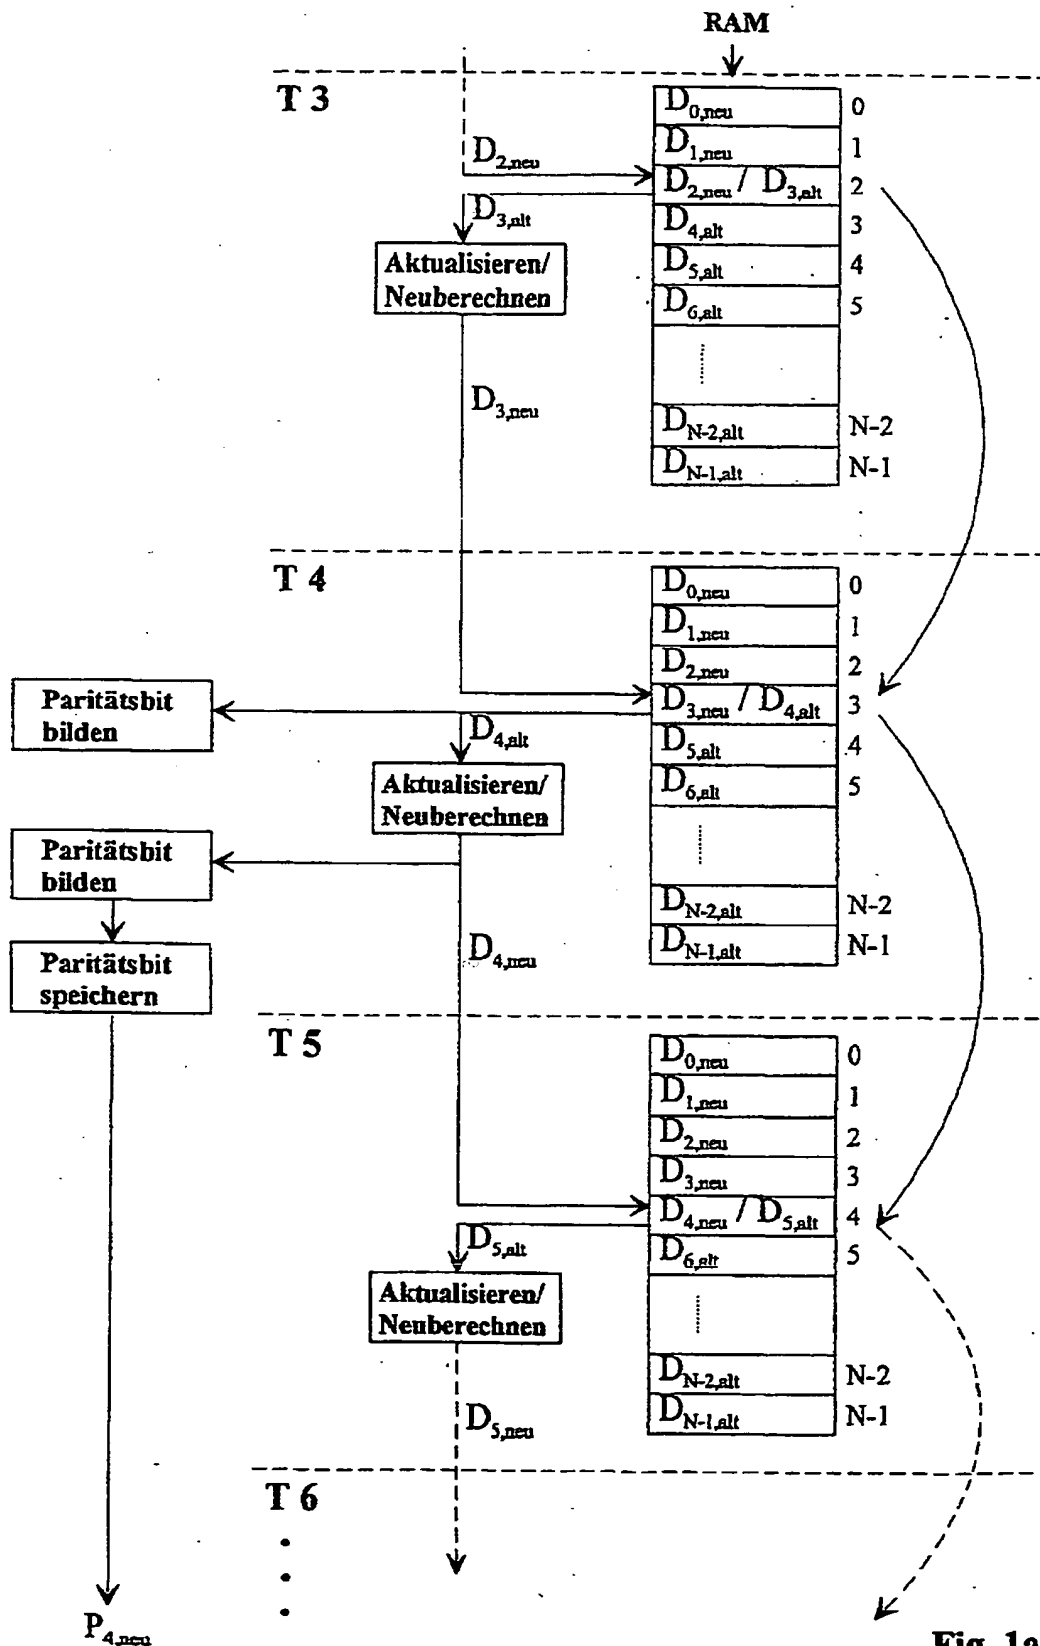 RAM
T 3
D0,neu 0
D1,neu 1
D2,neu
D2,neu / D3,alt 2
D3,alt
D4,alt 3
Aktualisieren/
Neuberechnen
D5,alt 4
D6,alt 5
D3,neu
DN-2,alt N-2
DN-1,alt N-1
T 4
D0,neu 0
D1,neu 1
D2,neu 2
Paritätsbit
bilden
D3,neu / D4,alt 3
D4,alt
D5,alt 4
Aktualisieren/
Neuberechnen
D6,alt 5
Paritätsbit
bilden
DN-2,alt N-2
D4,neu
DN-1,alt N-1
Paritätsbit
speichern
T 5
D0,neu 0
D1,neu 1
D2,neu 2
D3,neu 3
D4,neu / D5,alt 4
D5,alt
D6,alt 5
Aktualisieren/
Neuberechnen
DN-2,alt N-2
D5,neu
DN-1,alt N-1
T 6
P4,neu
Fig. 1a